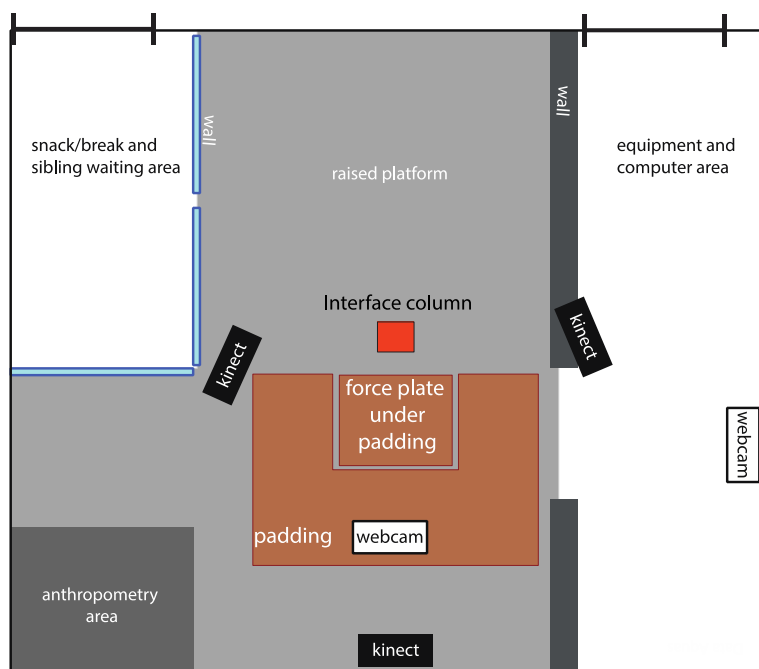 wall
wall
snack/break and
sibling waiting area
equipment and
computer area
raised platform
Interface column
kinect
kinect
force plate
under
padding
webcam
padding
webcam
anthropometry
area
kinect